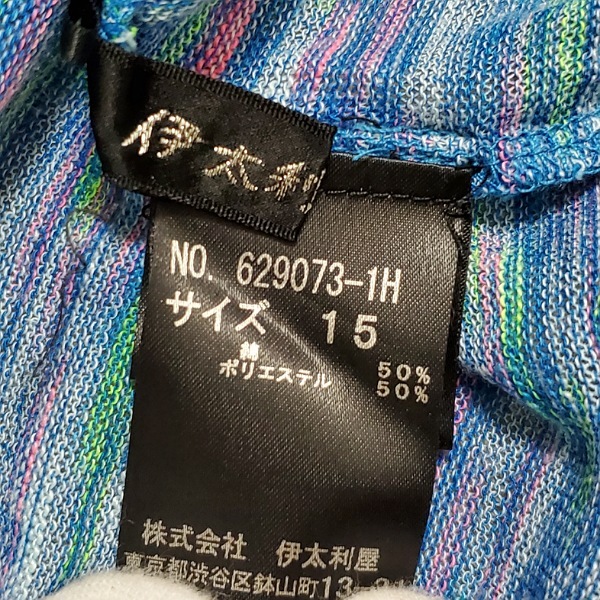 伊太利
NO. 629073-1H
サイズ 15
綿 50%
ポリエステル 50%
株式会社 伊太利屋
東京都渋谷区鉢山町13-